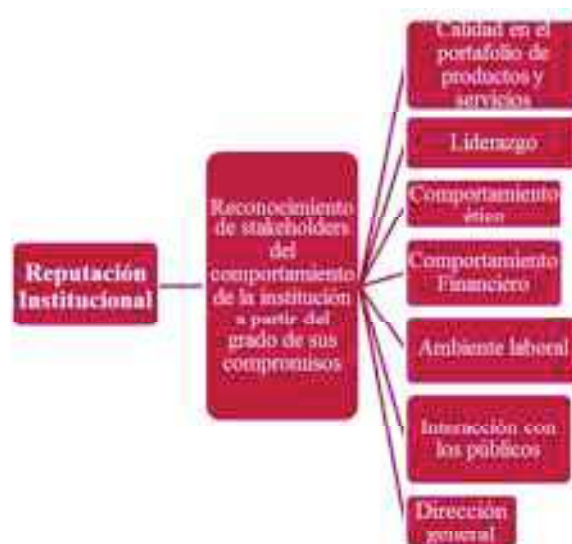 Reputación
Institucional
Reconocimiento
de stakeholders
del
comportamiento
de la institución
a partir del
grado de sus
compromisos
Calidad en el
portafolio de
productos y
servicios
Liderazgo
Comportamiento
ético
Comportamiento
Financiero
Ambiente laboral
Interacción con
los públicos
Dirección
general